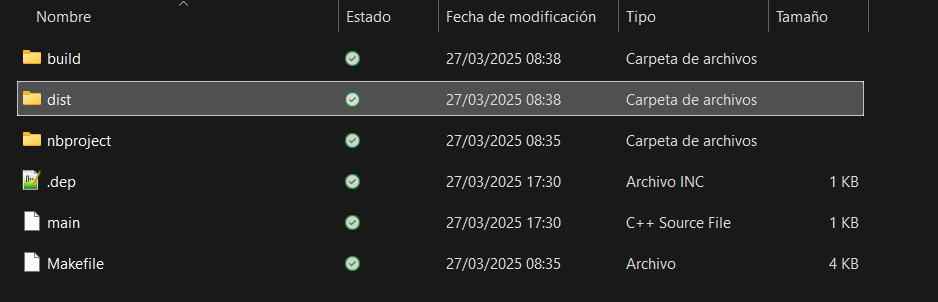 Nombre Estado Fecha de modificación Tipo Tamaño
build 27/03/2025 08:38 Carpeta de archivos
dist 27/03/2025 08:38 Carpeta de archivos
nbproject 27/03/2025 08:35 Carpeta de archivos
.dep 27/03/2025 17:30 Archivo INC 1 KB
main 27/03/2025 17:30 C++ Source File 1 KB
Makefile 27/03/2025 08:35 Archivo 4 KB